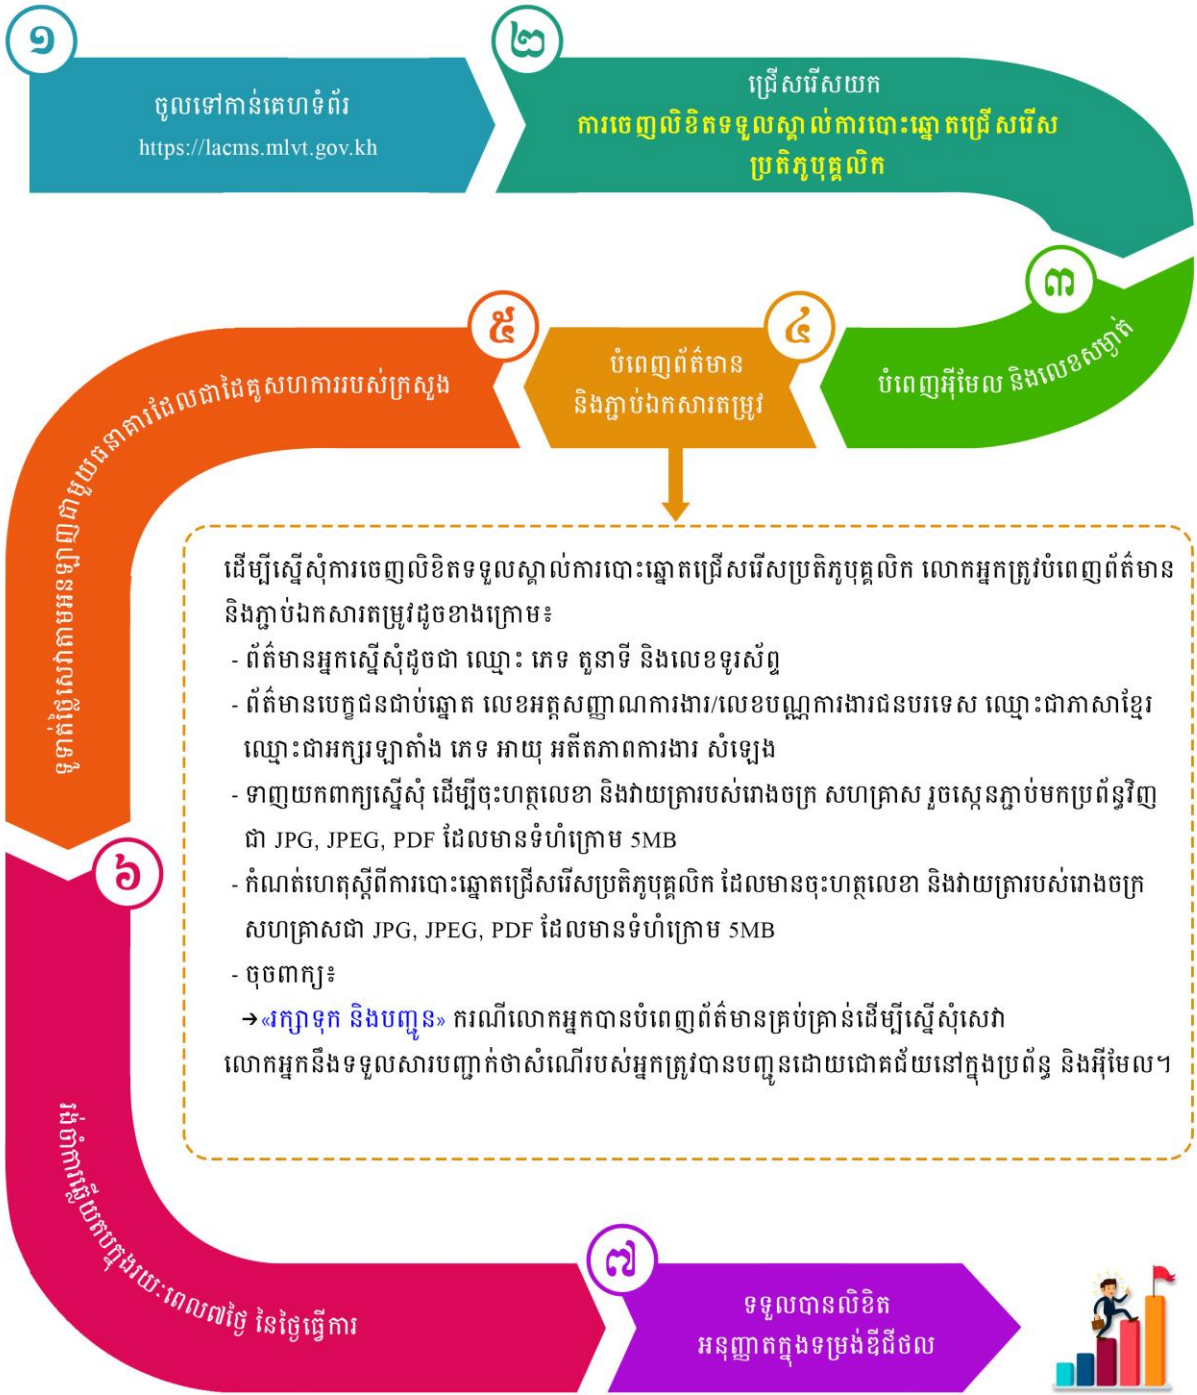 ១
ចូលទៅកាន់គេហទំព័រ
https://lacms.mlvt.gov.kh
២
ជ្រើសរើសយក
ការចេញលិខិតទទួលស្គាល់ការបោះឆ្នោតជ្រើសរើស
ប្រតិភូបុគ្គលិក
៣
បំពេញអ៊ីមែល និងលេខសម្ងាត់
៤
បំពេញព័ត៌មាន
និងភ្ជាប់ឯកសារតម្រូវ
៥
ទូទាត់ថ្លៃសេវាតាមអនឡាញជាមួយធនាគារដែលជាដៃគូសហការរបស់ក្រសួង
ដើម្បីស្នើសុំការចេញលិខិតទទួលស្គាល់ការបោះឆ្នោតជ្រើសរើសប្រតិភូបុគ្គលិក លោកអ្នកត្រូវបំពេញព័ត៌មាន
និងភ្ជាប់ឯកសារតម្រូវដូចខាងក្រោម៖
- ព័ត៌មានអ្នកស្នើសុំដូចជា ឈ្មោះ ភេទ តួនាទី និងលេខទូរស័ព្ទ
- ព័ត៌មានបេក្ខជនជាប់ឆ្នោត លេខអត្តសញ្ញាណការងារ/លេខបណ្ណការងារជនបរទេស ឈ្មោះជាភាសាខ្មែរ
ឈ្មោះជាអក្សរឡាតាំង ភេទ អាយុ អតីតភាពការងារ សំឡេង
- ទាញយកពាក្យស្នើសុំ ដើម្បីចុះហត្ថលេខា និងវាយត្រារបស់រោងចក្រ សហគ្រាស រួចស្កេនភ្ជាប់មកប្រព័ន្ធវិញ
ជា JPG, JPEG, PDF ដែលមានទំហំក្រោម 5MB
- កំណត់ហេតុស្តីពីការបោះឆ្នោតជ្រើសរើសប្រតិភូបុគ្គលិក ដែលមានចុះហត្ថលេខា និងវាយត្រារបស់រោងចក្រ
សហគ្រាសជា JPG, JPEG, PDF ដែលមានទំហំក្រោម 5MB
- ចុចពាក្យ៖
→«រក្សាទុក និងបញ្ជូន» ករណីលោកអ្នកបានបំពេញព័ត៌មានគ្រប់គ្រាន់ដើម្បីស្នើសុំសេវា
លោកអ្នកនឹងទទួលសារបញ្ជាក់ថាសំណើរបស់អ្នកត្រូវបានបញ្ជូនដោយជោគជ័យនៅក្នុងប្រព័ន្ធ និងអ៊ីមែល។
៦
រង់ចាំការឆ្លើយតបក្នុងរយៈពេល៧ថ្ងៃ នៃថ្ងៃធ្វើការ
៧
ទទួលបានលិខិត
អនុញ្ញាតក្នុងទម្រង់ឌីជីថល